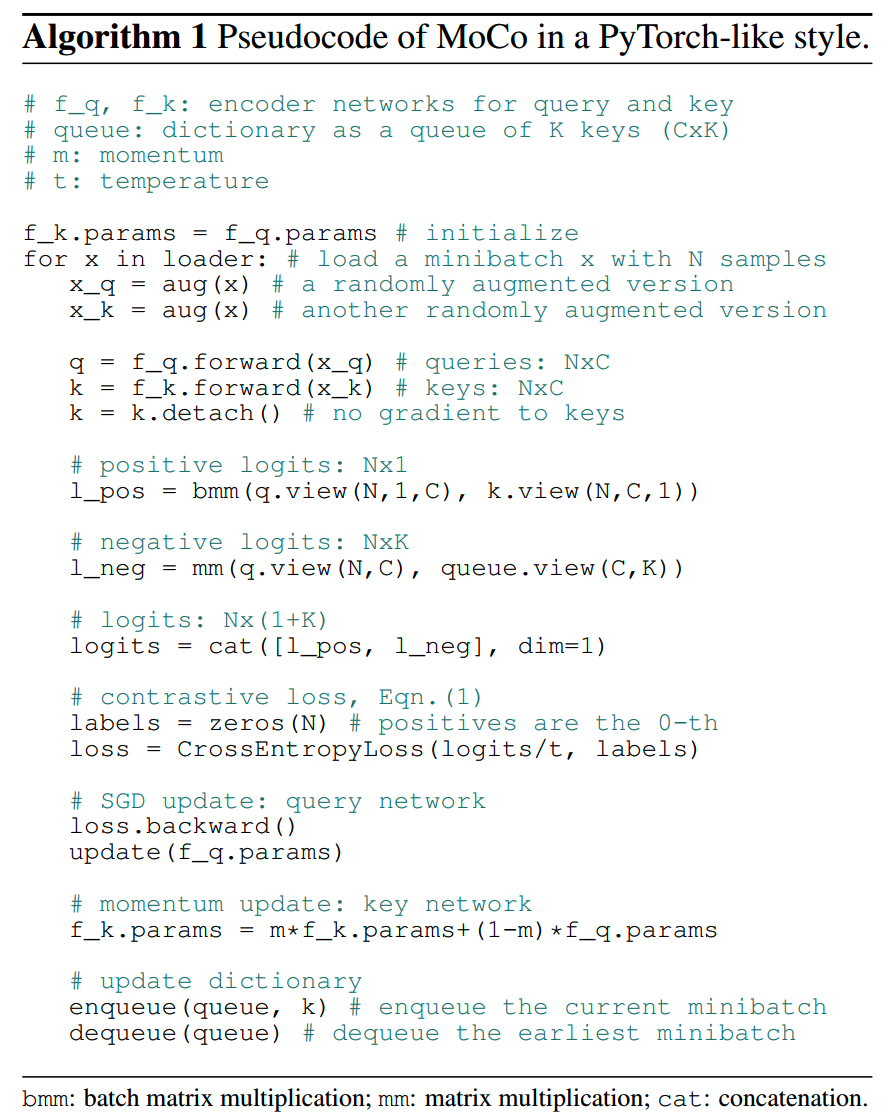 Algorithm 1 Pseudocode of MoCo in a PyTorch-like style.
# f_q, f_k: encoder networks for query and key
# queue: dictionary as a queue of K keys (CxK)
# m: momentum
# t: temperature
f_k.params = f_q.params # initialize
for x in loader: # load a minibatch x with N samples
x_q = aug(x) # a randomly augmented version
x_k = aug(x) # another randomly augmented version
q = f_q.forward(x_q) # queries: NxC
k = f_k.forward(x_k) # keys: NxC
k = k.detach() # no gradient to keys
# positive logits: Nx1
l_pos = bmm(q.view(N,1,C), k.view(N,C,1))
# negative logits: NxK
l_neg = mm(q.view(N,C), queue.view(C,K))
# logits: Nx(1+K)
logits = cat([l_pos, l_neg], dim=1)
# contrastive loss, Eqn.(1)
labels = zeros(N) # positives are the 0-th
loss = CrossEntropyLoss(logits/t, labels)
# SGD update: query network
loss.backward()
update(f_q.params)
# momentum update: key network
f_k.params = m*f_k.params+(1-m)*f_q.params
# update dictionary
enqueue(queue, k) # enqueue the current minibatch
dequeue(queue) # dequeue the earliest minibatch
bmm: batch matrix multiplication; mm: matrix multiplication; cat: concatenation.